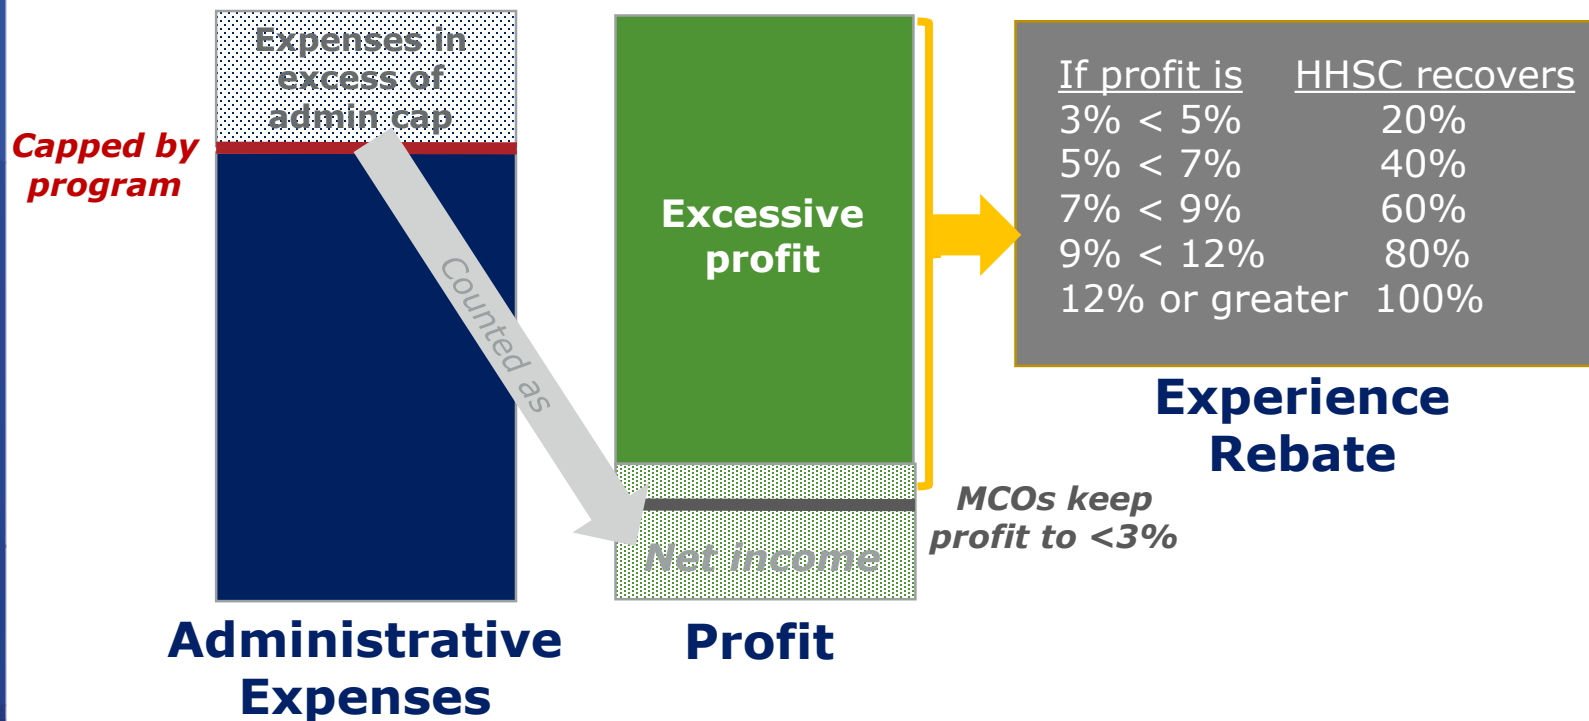 Expenses in
excess of
admin cap
Capped by
program
Counted as
Administrative
Expenses
Excessive
profit
Net income
Profit
MCOs keep
profit to <3%
If profit is HHSC recovers
3% < 5% 20%
5% < 7% 40%
7% < 9% 60%
9% < 12% 80%
12% or greater 100%
Experience
Rebate